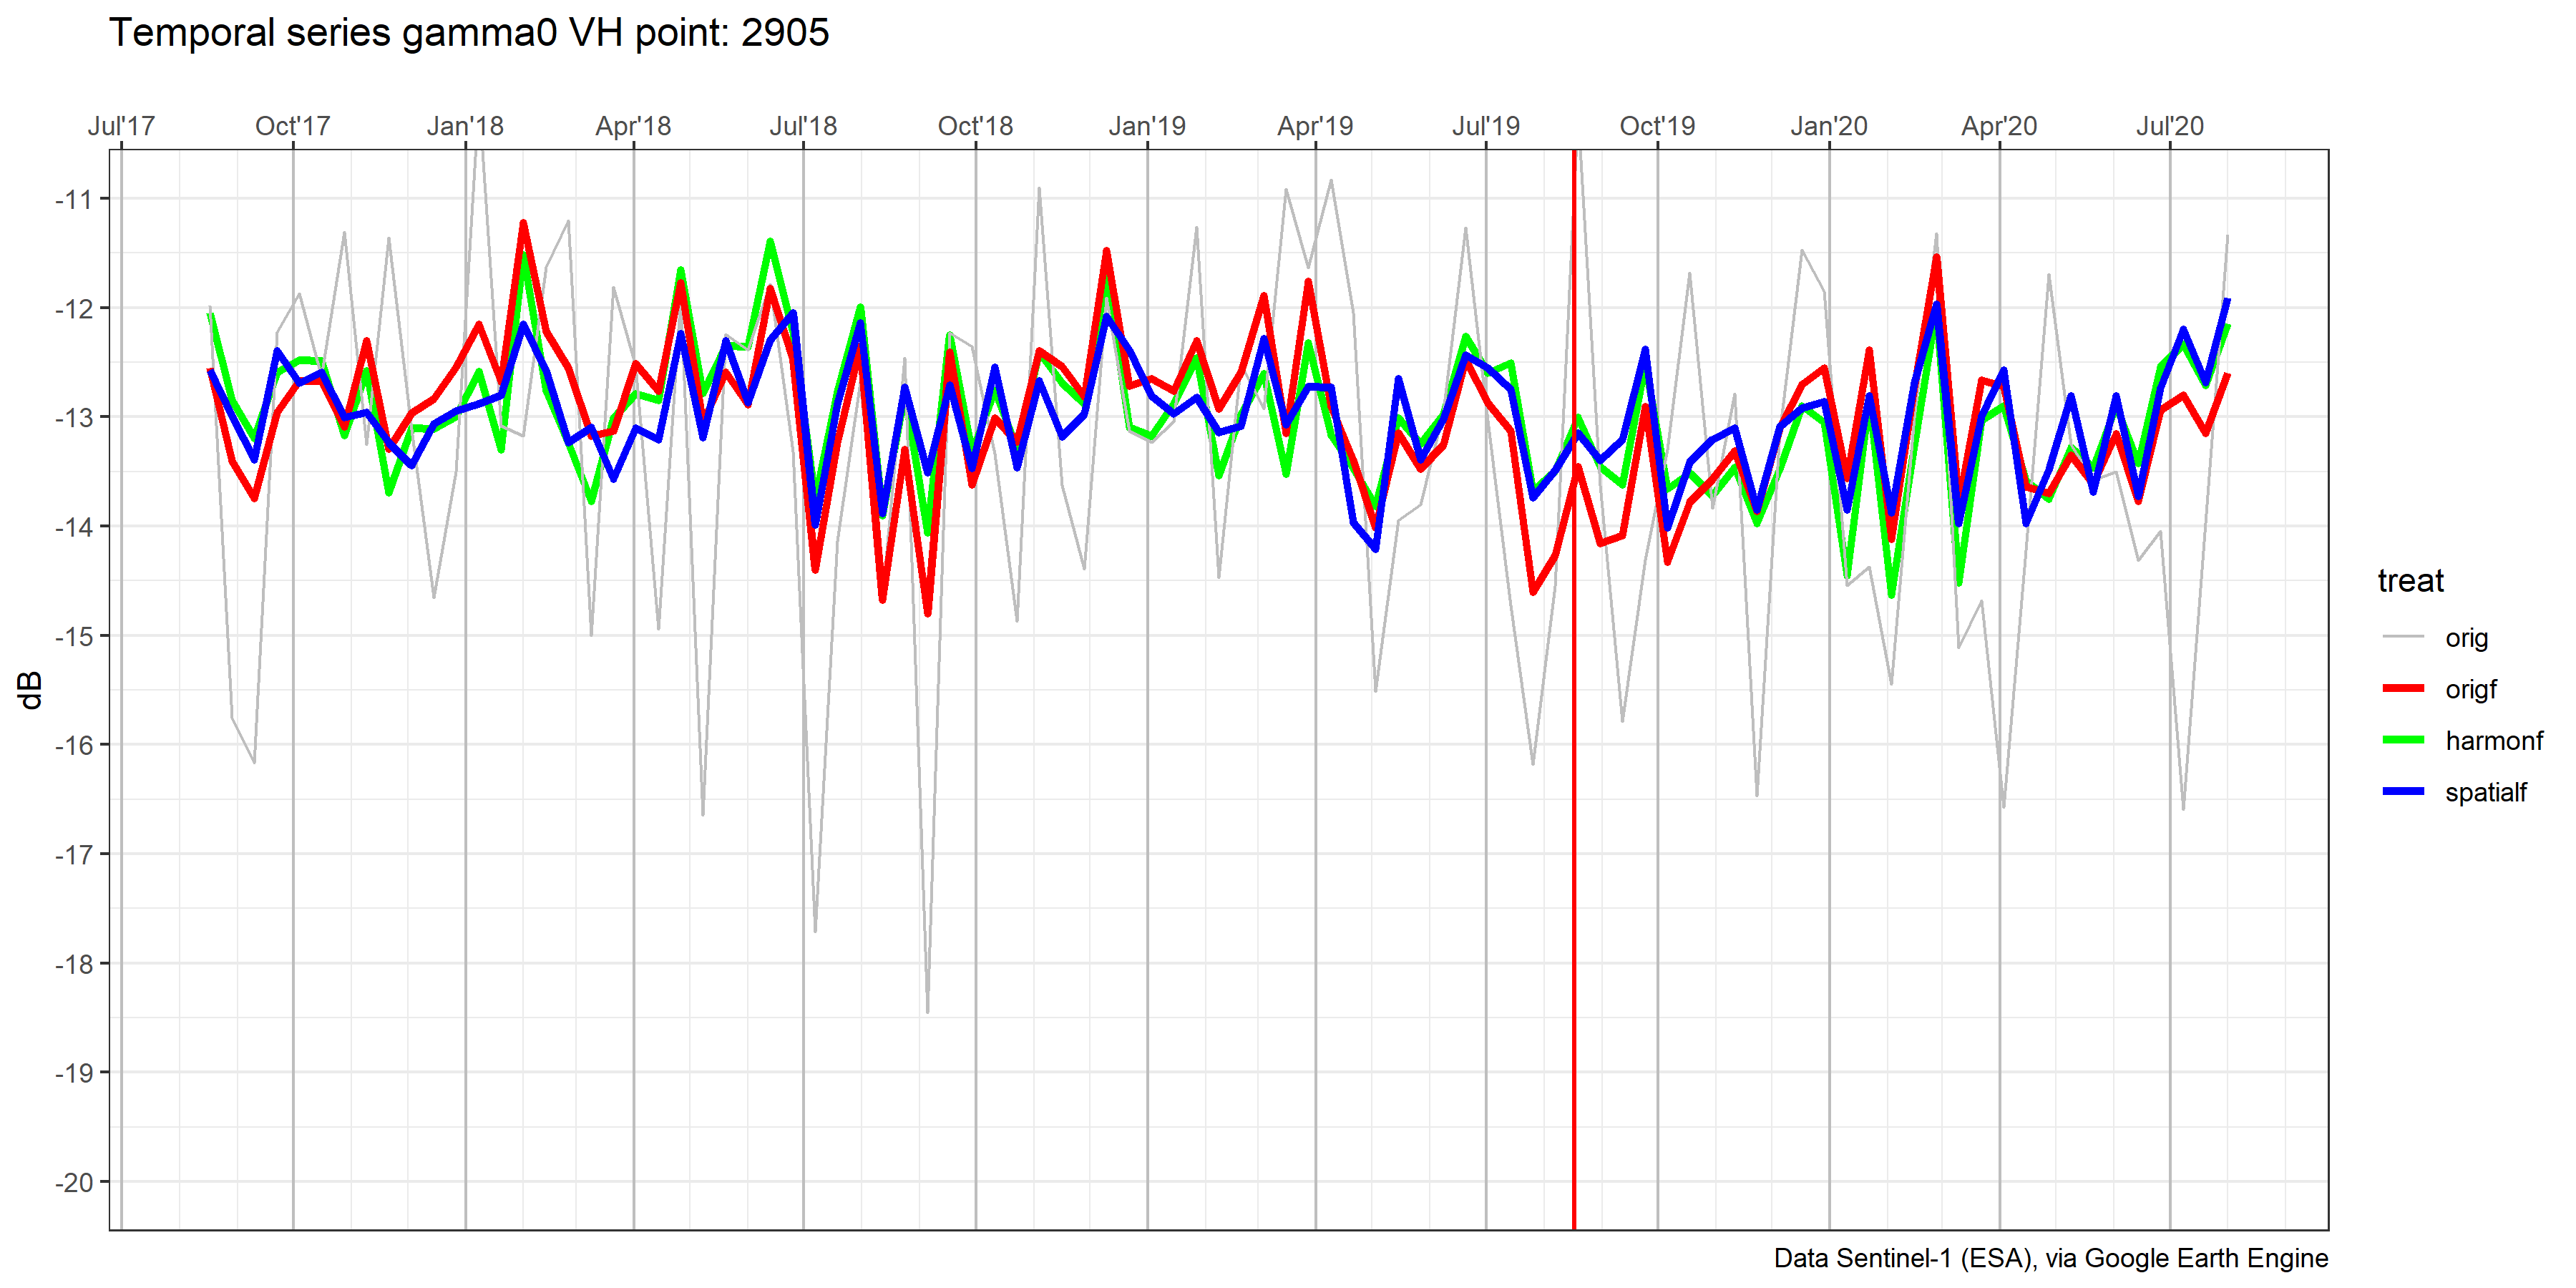 Temporal series gamma0 VH point: 2905
Jul'17 Oct'17 Jan'18 Apr'18 Jul'18 Oct'18 Jan'19 Apr'19 Jul'19 Oct'19 Jan'20 Apr'20 Jul'20
-11
-12
-13
-14
-15
-16
-17
-18
-19
-20
dB
treat
orig
origf
harmonf
spatialf
Data Sentinel-1 (ESA), via Google Earth Engine